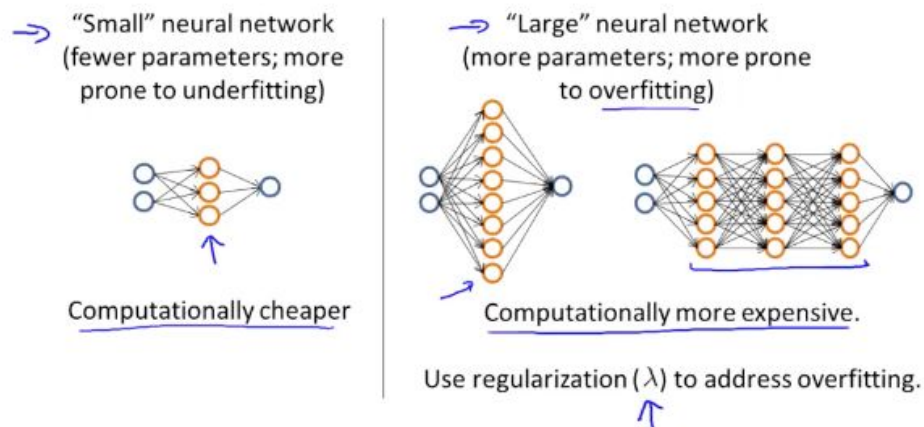 “Small” neural network
(fewer parameters; more
prone to underfitting)
Computationally cheaper
“Large” neural network
(more parameters; more prone
to overfitting)
Computationally more expensive.
Use regularization (λ) to address overfitting.